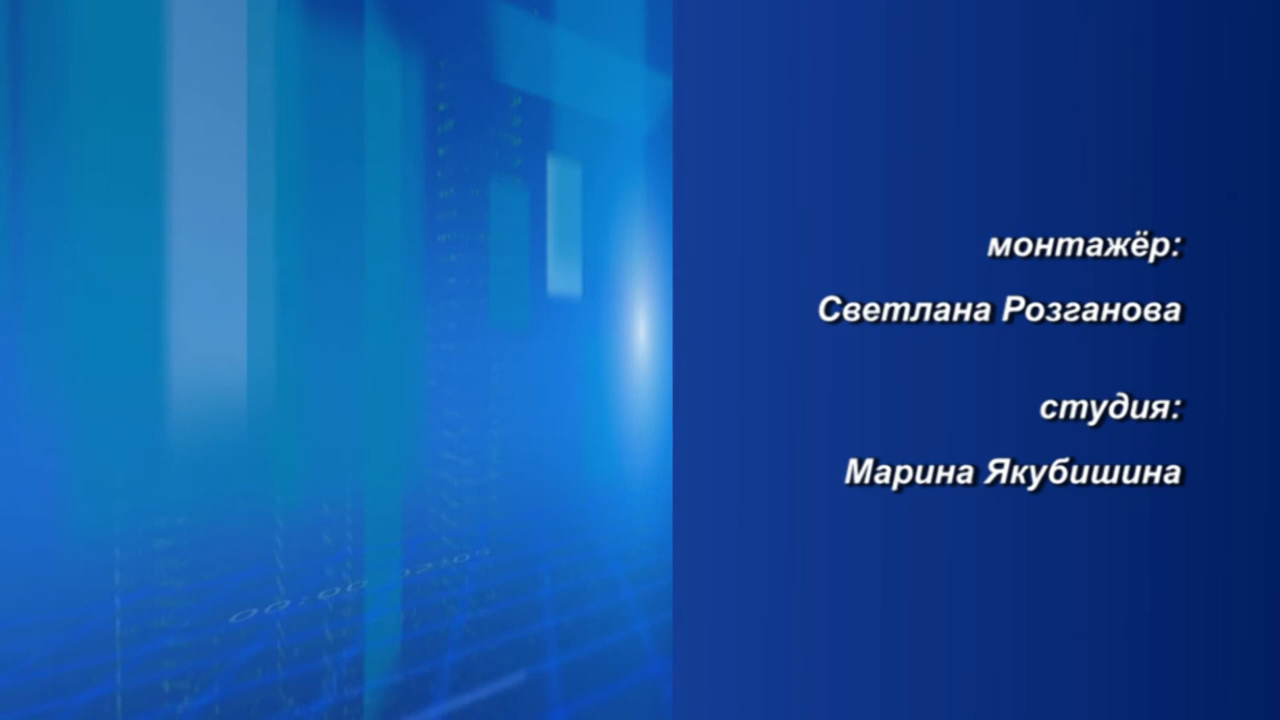 монтажёр:
Светлана Розганова
студия:
Марина Якубишина